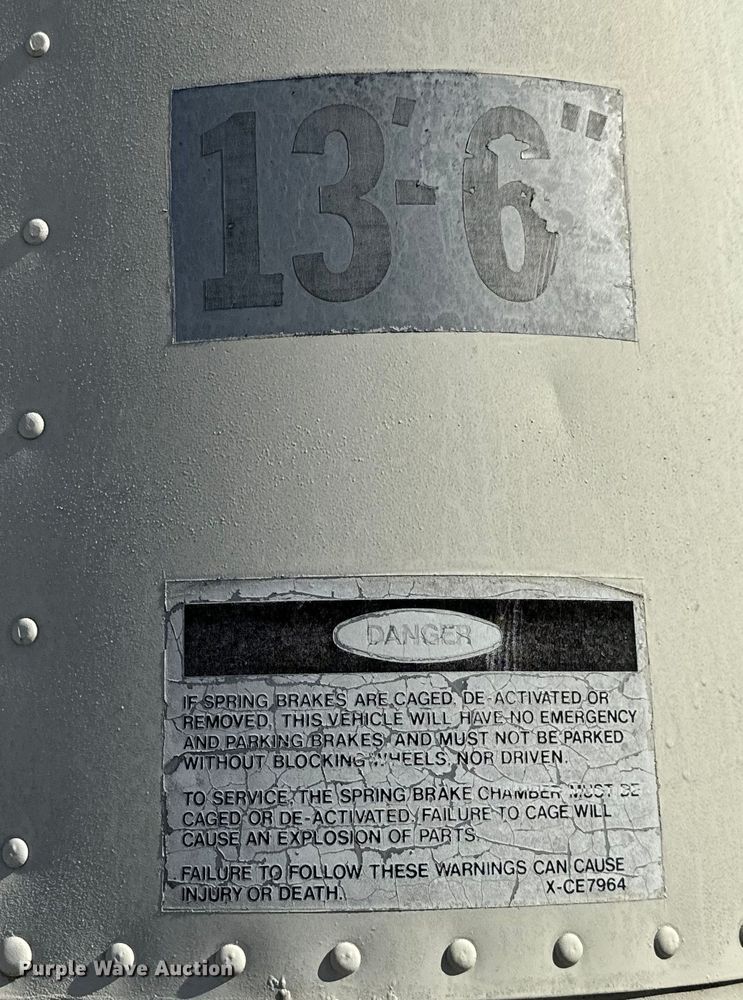 13'-6"
DANGER
IF SPRING BRAKES ARE CAGED, DE-ACTIVATED OR
REMOVED, THIS VEHICLE WILL HAVE NO EMERGENCY
AND PARKING BRAKES, AND MUST NOT BE PARKED
WITHOUT BLOCKING WHEELS, NOR DRIVEN.
TO SERVICE, THE SPRING BRAKE CHAMBER MUST BE
CAGED OR DE-ACTIVATED. FAILURE TO CAGE WILL
CAUSE AN EXPLOSION OF PARTS.
FAILURE TO FOLLOW THESE WARNINGS CAN CAUSE
INJURY OR DEATH. X-CE7964
Purple Wave Auction